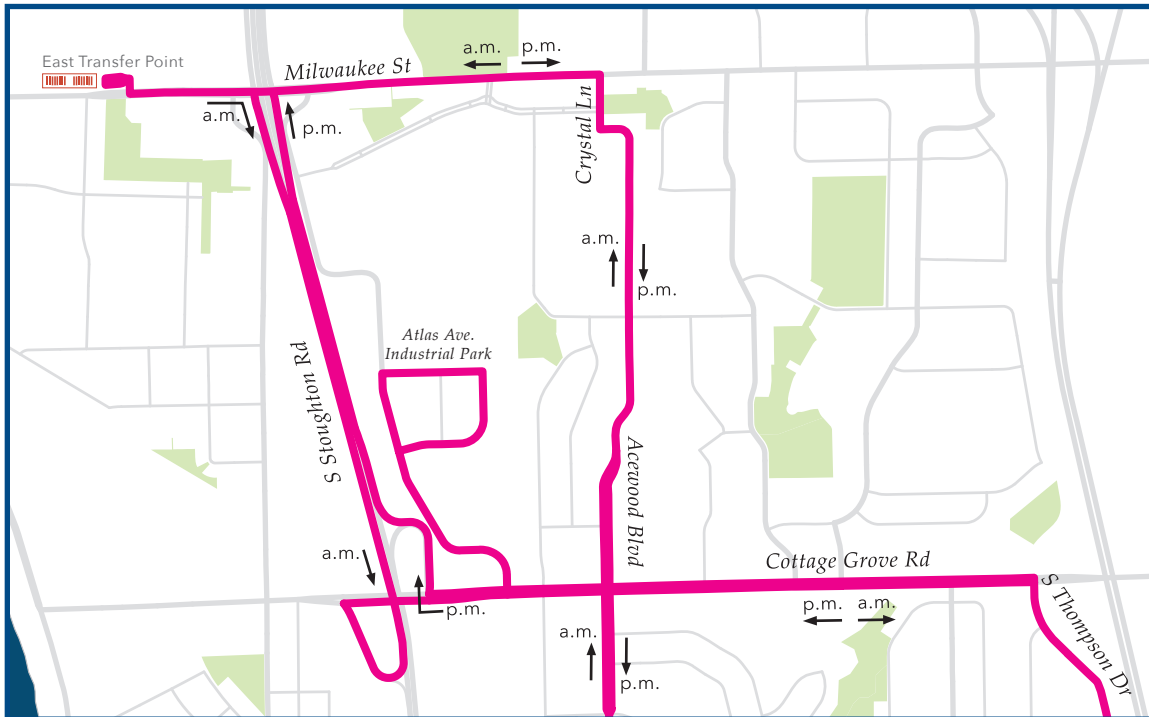 East Transfer Point
Milwaukee St
a.m.
p.m.
a.m.
p.m.
Crystal Ln
a.m.
p.m.
Atlas Ave.
Industrial Park
S Stoughton Rd
Acewood Blvd
a.m.
p.m.
Cottage Grove Rd
S Thompson Dr
p.m.
a.m.
a.m.
p.m.